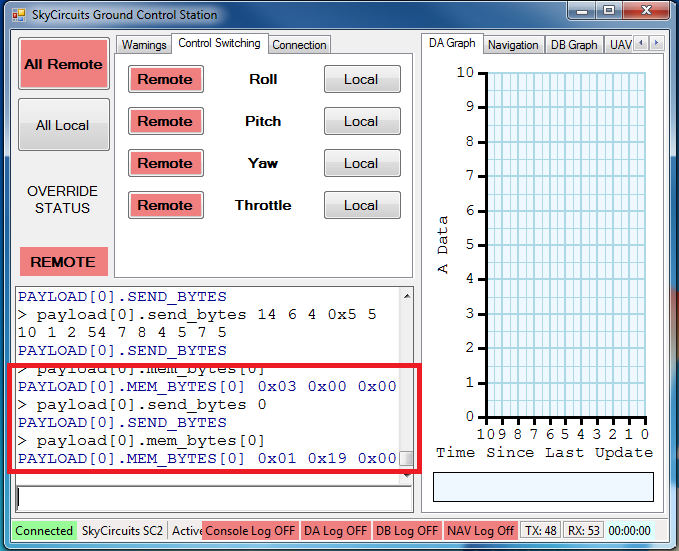 SkyCircuits Ground Control Station
All Remote
All Local
OVERRIDE
STATUS
REMOTE
Warnings
Control Switching
Connection
Remote Roll Local
Remote Pitch Local
Remote Yaw Local
Remote Throttle Local
PAYLOAD[0].SEND_BYTES
> payload[0].send_bytes 14 6 4 0x5 5
10 1 2 54 7 8 4 5 7 5
PAYLOAD[0].SEND_BYTES
> payload[0].mem_bytes[0]
PAYLOAD[0].MEM_BYTES[0] 0x03 0x00 0x00
> payload[0].send_bytes 0
PAYLOAD[0].SEND_BYTES
> payload[0].mem_bytes[0]
PAYLOAD[0].MEM_BYTES[0] 0x01 0x19 0x00
DA Graph
Navigation
DB Graph
UAV
10
9
8
7
6
5
4
3
2
1
0
A Data
10 9 8 7 6 5 4 3 2 1 0
Time Since Last Update
Connected
SkyCircuits SC2
Active
Console Log OFF
DA Log OFF
DB Log OFF
NAV Log Off
TX: 48
RX: 53
00:00:00